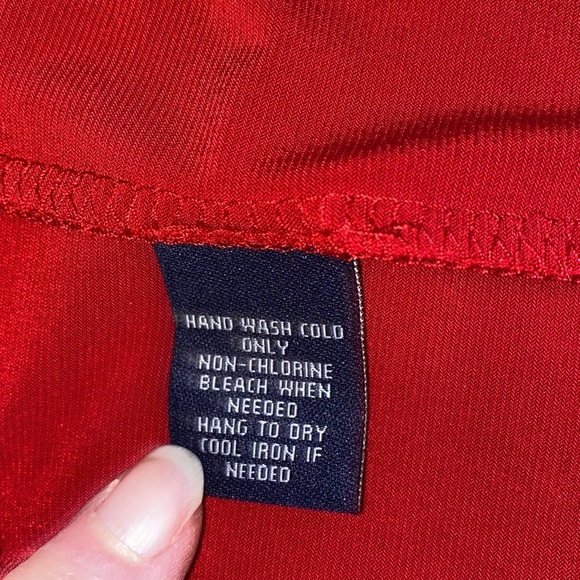 HAND WASH COLD
ONLY
NON-CHLORINE
BLEACH WHEN
NEEDED
HANG TO DRY
COOL IRON IF
NEEDED